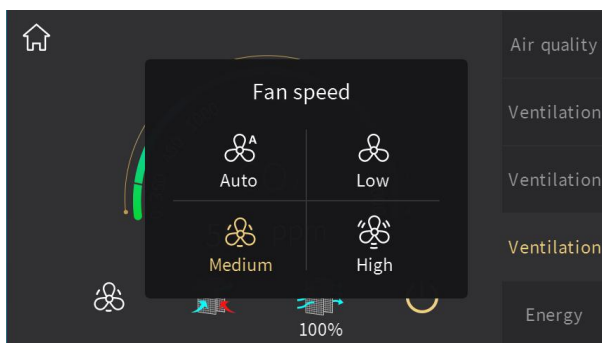 Air quality
Fan speed
Ventilation
A
Auto
Low
Ventilation
Medium
High
Ventilation
100%
Energy